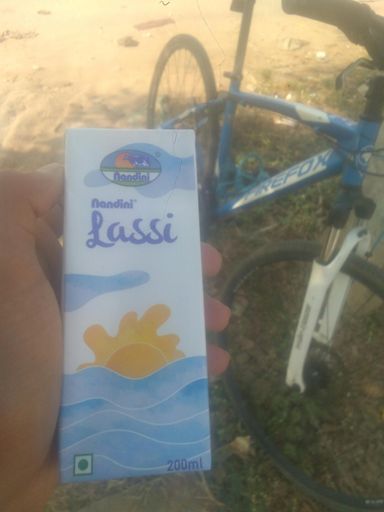 Nandini
Nandini®
Lassi
200ml
FIREFOX